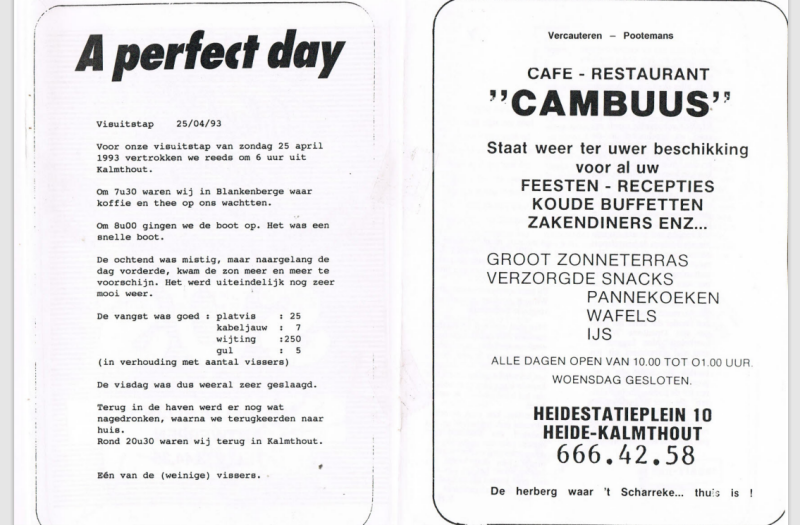 A perfect day
Visuitstap 25/04/93
Voor onze visuitstap van zondag 25 april
1993 vertrokken we reeds om 6 uur uit
Kalmthout.
Om 7u30 waren wij in Blankenberge waar
koffie en thee op ons wachtten.
Om 8u00 gingen we de boot op. Het was een
snelle boot.
De ochtend was mistig, maar naargelang de
dag vorderde, kwam de zon meer en meer te
voorschijn. Het werd uiteindelijk nog zeer
mooi weer.
De vangst was goed : platvis : 25
kabeljauw : 7
wijting :250
gul : 5
(in verhouding met aantal vissers)
De visdag was dus weeral zeer geslaagd.
Terug in de haven werd er nog wat
nagedronken, waarna we terugkeerden naar
huis.
Rond 20u30 waren wij terug in Kalmthout.
Eén van de (weinige) vissers.
Vercauteren – Pootemans
CAFE - RESTAURANT
"CAMBUUS"
Staat weer ter uwer beschikking
voor al uw
FEESTEN - RECEPTIES
KOUDE BUFFETTEN
ZAKENDINERS ENZ...
GROOT ZONNETERRAS
VERZORGDE SNACKS
PANNEKOEKEN
WAFELS
IJS
ALLE DAGEN OPEN VAN 10.00 TOT 01.00 UUR.
WOENSDAG GESLOTEN.
HEIDESTATIEPLEIN 10
HEIDE-KALMTHOUT
666.42.58
De herberg waar 't Scharreke... thuis is !